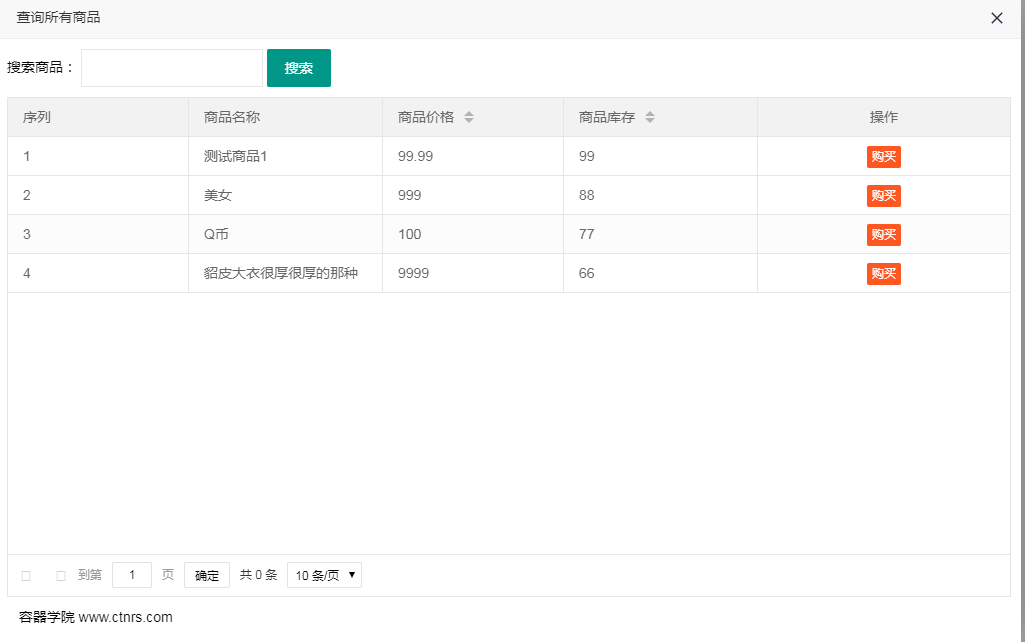 查询所有商品
搜索商品： 搜索
序列 商品名称 商品价格 商品库存 操作
1 测试商品1 99.99 99 购买
2 美女 999 88 购买
3 Q币 100 77 购买
4 貂皮大衣很厚很厚的那种 9999 66 购买
到第 1 页 确定 共 0 条 10 条/页
容器学院 www.ctnrs.com